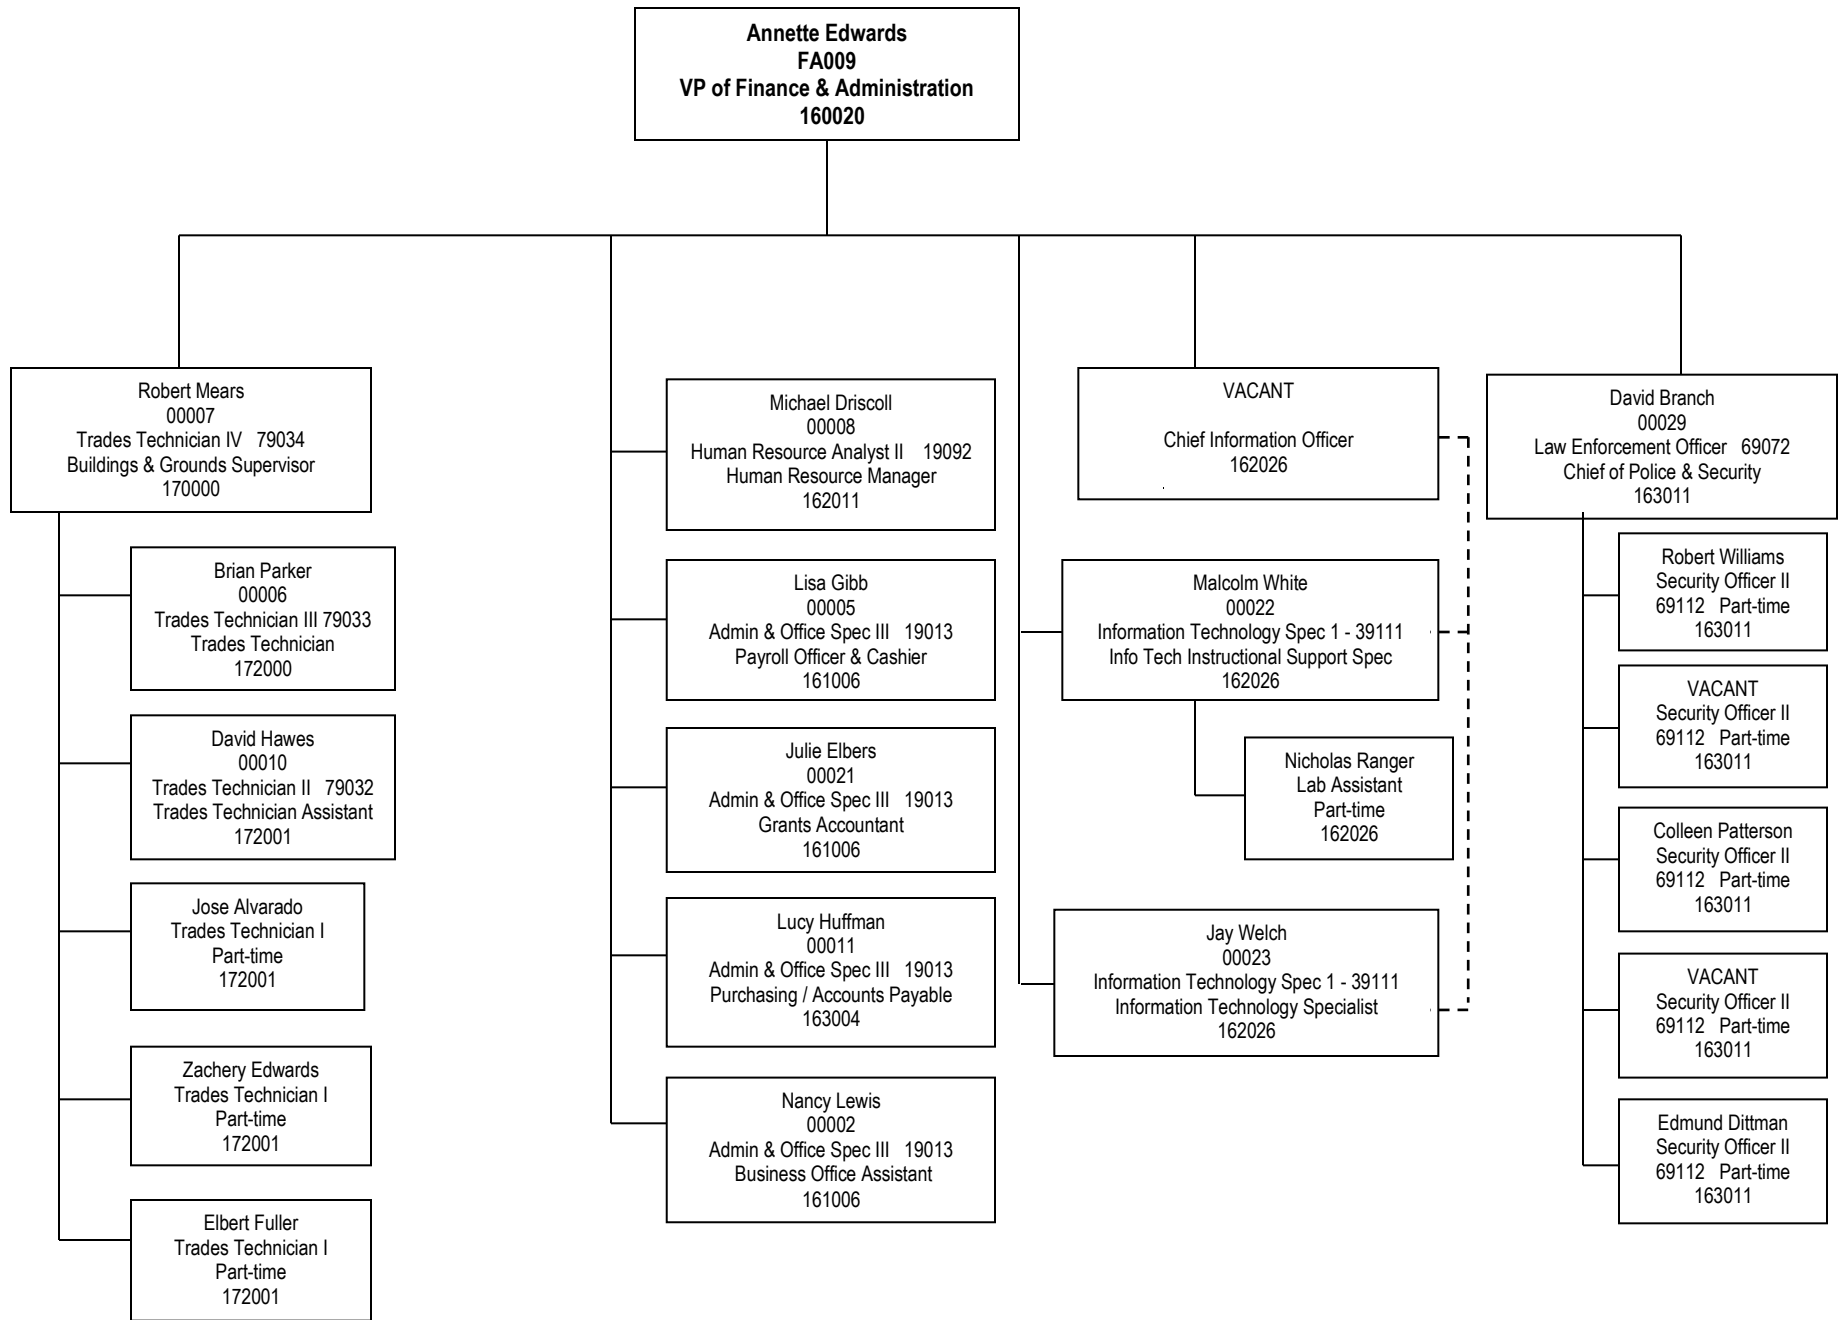 Annette Edwards
FA009
VP of Finance & Administration
160020
Robert Mears
00007
Trades Technician IV 79034
Buildings & Grounds Supervisor
170000
Brian Parker
00006
Trades Technician III 79033
Trades Technician
172000
David Hawes
00010
Trades Technician II 79032
Trades Technician Assistant
172001
Jose Alvarado
Trades Technician I
Part-time
172001
Zachery Edwards
Trades Technician I
Part-time
172001
Elbert Fuller
Trades Technician I
Part-time
172001
Michael Driscoll
00008
Human Resource Analyst II 19092
Human Resource Manager
162011
Lisa Gibb
00005
Admin & Office Spec III 19013
Payroll Officer & Cashier
161006
Julie Elbers
00021
Admin & Office Spec III 19013
Grants Accountant
161006
Lucy Huffman
00011
Admin & Office Spec III 19013
Purchasing / Accounts Payable
163004
Nancy Lewis
00002
Admin & Office Spec III 19013
Business Office Assistant
161006
VACANT
Chief Information Officer
162026
.
Malcolm White
00022
Information Technology Spec 1 - 39111
Info Tech Instructional Support Spec
162026
Nicholas Ranger
Lab Assistant
Part-time
162026
Jay Welch
00023
Information Technology Spec 1 - 39111
Information Technology Specialist
162026
David Branch
00029
Law Enforcement Officer 69072
Chief of Police & Security
163011
Robert Williams
Security Officer II
69112 Part-time
163011
VACANT
Security Officer II
69112 Part-time
163011
Colleen Patterson
Security Officer II
69112 Part-time
163011
VACANT
Security Officer II
69112 Part-time
163011
Edmund Dittman
Security Officer II
69112 Part-time
163011